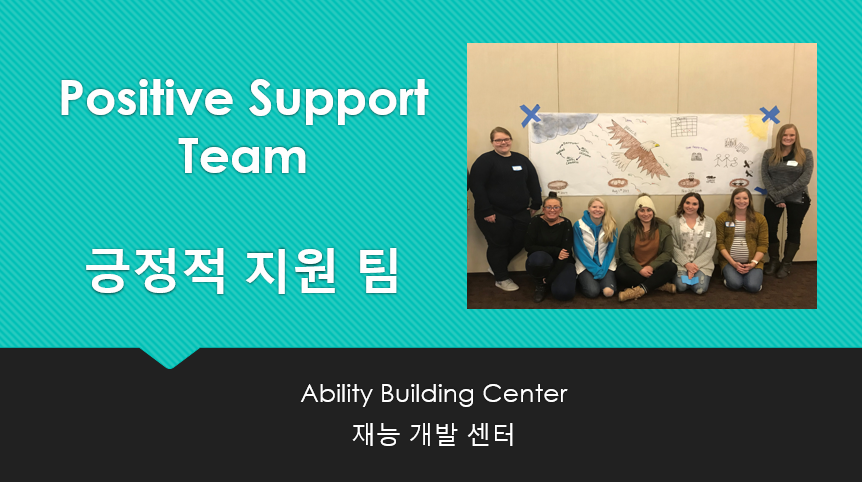 Positive Support
Team
긍정적 지원 팀
Ability Building Center
재능 개발 센터